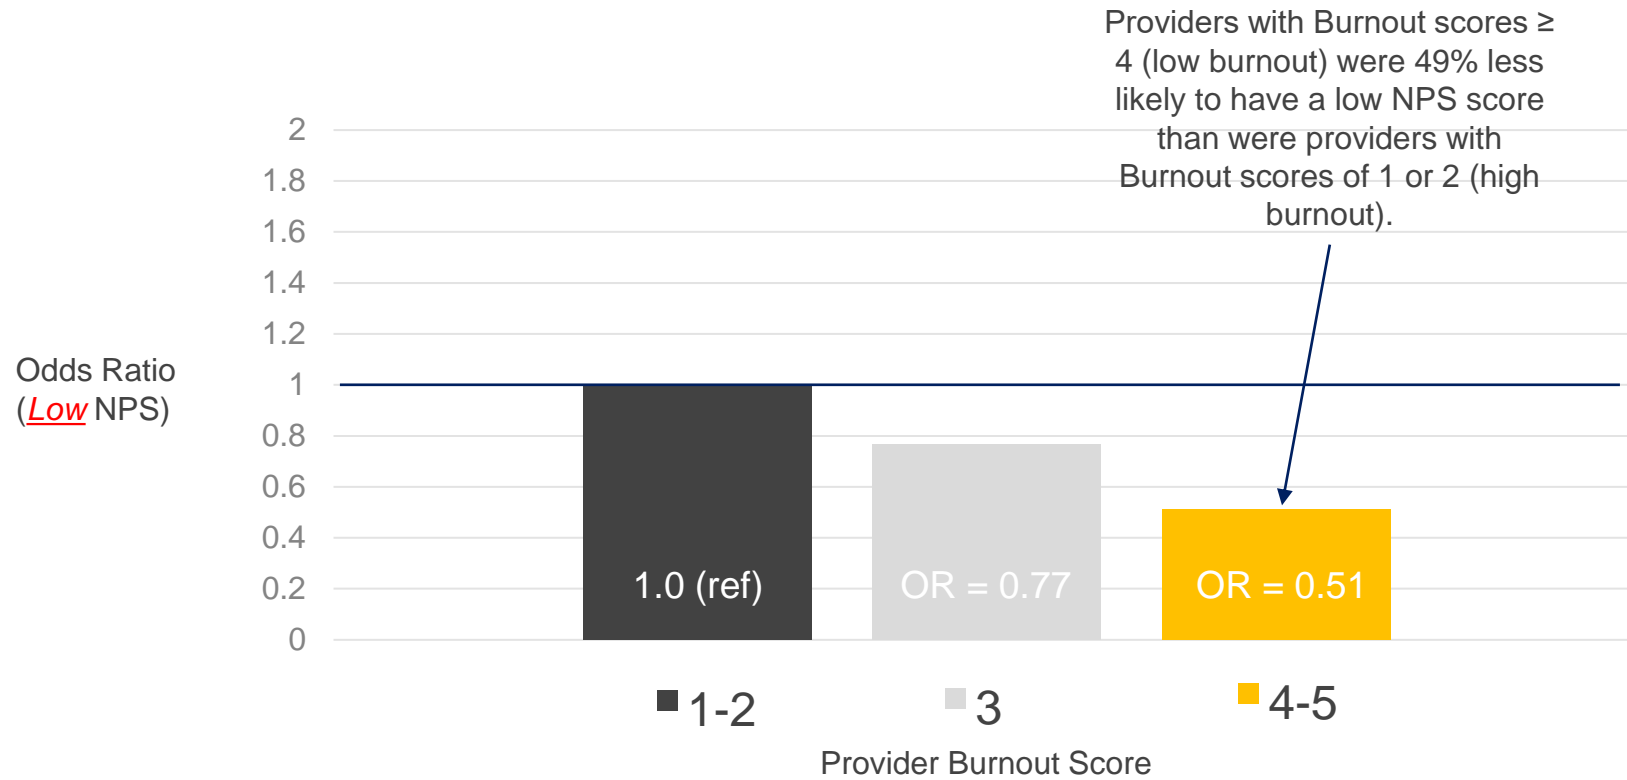 Providers with Burnout scores ≥
4 (low burnout) were 49% less
likely to have a low NPS score
than were providers with
Burnout scores of 1 or 2 (high
burnout).
2
1.8
1.6
1.4
1.2
1
0.8
0.6
0.4
0.2
0
Odds Ratio
(Low NPS)
1.0 (ref)
OR = 0.77
OR = 0.51
1-2
3
4-5
Provider Burnout Score